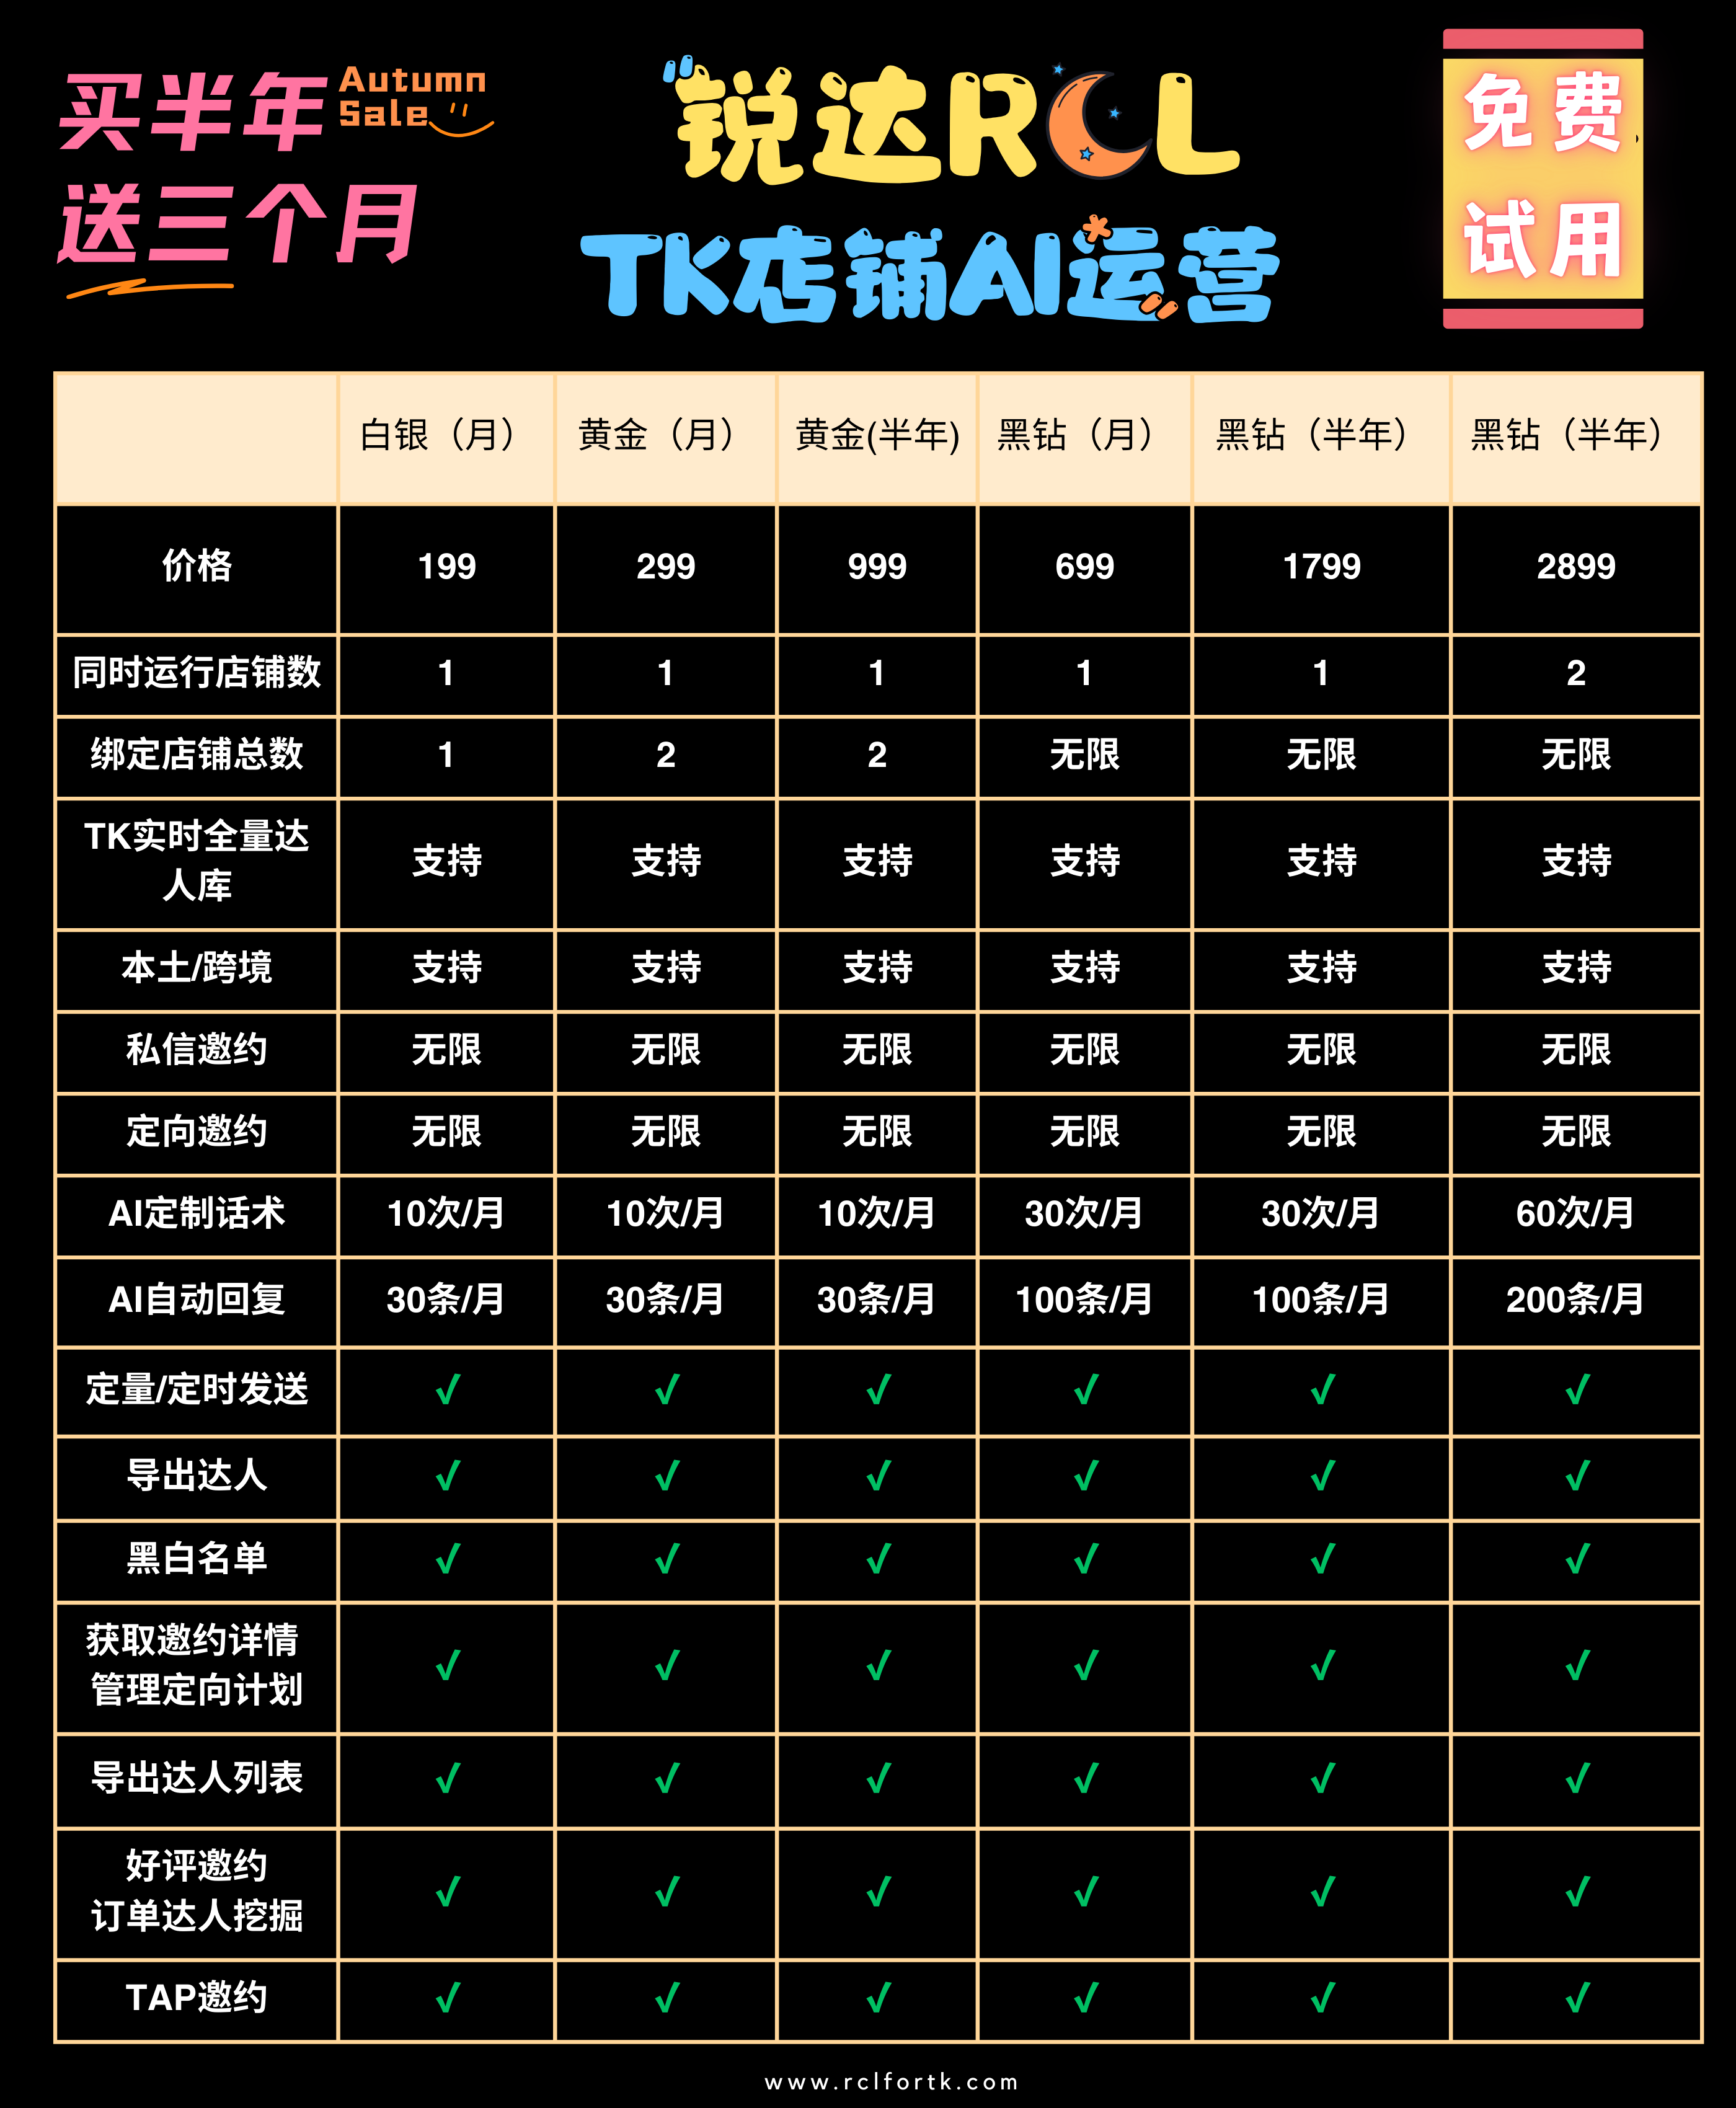 买半年
Autumn
Sale
送三个月
锐达RCL
TK店铺AI运营
免费
试用
白银（月） 黄金（月） 黄金(半年) 黑钻（月） 黑钻（半年） 黑钻（半年）
价格 199 299 999 699 1799 2899
同时运行店铺数 1 1 1 1 1 2
绑定店铺总数 1 2 2 无限 无限 无限
TK实时全量达
人库 支持 支持 支持 支持 支持 支持
本土/跨境 支持 支持 支持 支持 支持 支持
私信邀约 无限 无限 无限 无限 无限 无限
定向邀约 无限 无限 无限 无限 无限 无限
AI定制话术 10次/月 10次/月 10次/月 30次/月 30次/月 60次/月
AI自动回复 30条/月 30条/月 30条/月 100条/月 100条/月 200条/月
定量/定时发送 ✓ ✓ ✓ ✓ ✓ ✓
导出达人 ✓ ✓ ✓ ✓ ✓ ✓
黑白名单 ✓ ✓ ✓ ✓ ✓ ✓
获取邀约详情
管理定向计划 ✓ ✓ ✓ ✓ ✓ ✓
导出达人列表 ✓ ✓ ✓ ✓ ✓ ✓
好评邀约
订单达人挖掘 ✓ ✓ ✓ ✓ ✓ ✓
TAP邀约 ✓ ✓ ✓ ✓ ✓ ✓
www.rclfortk.com